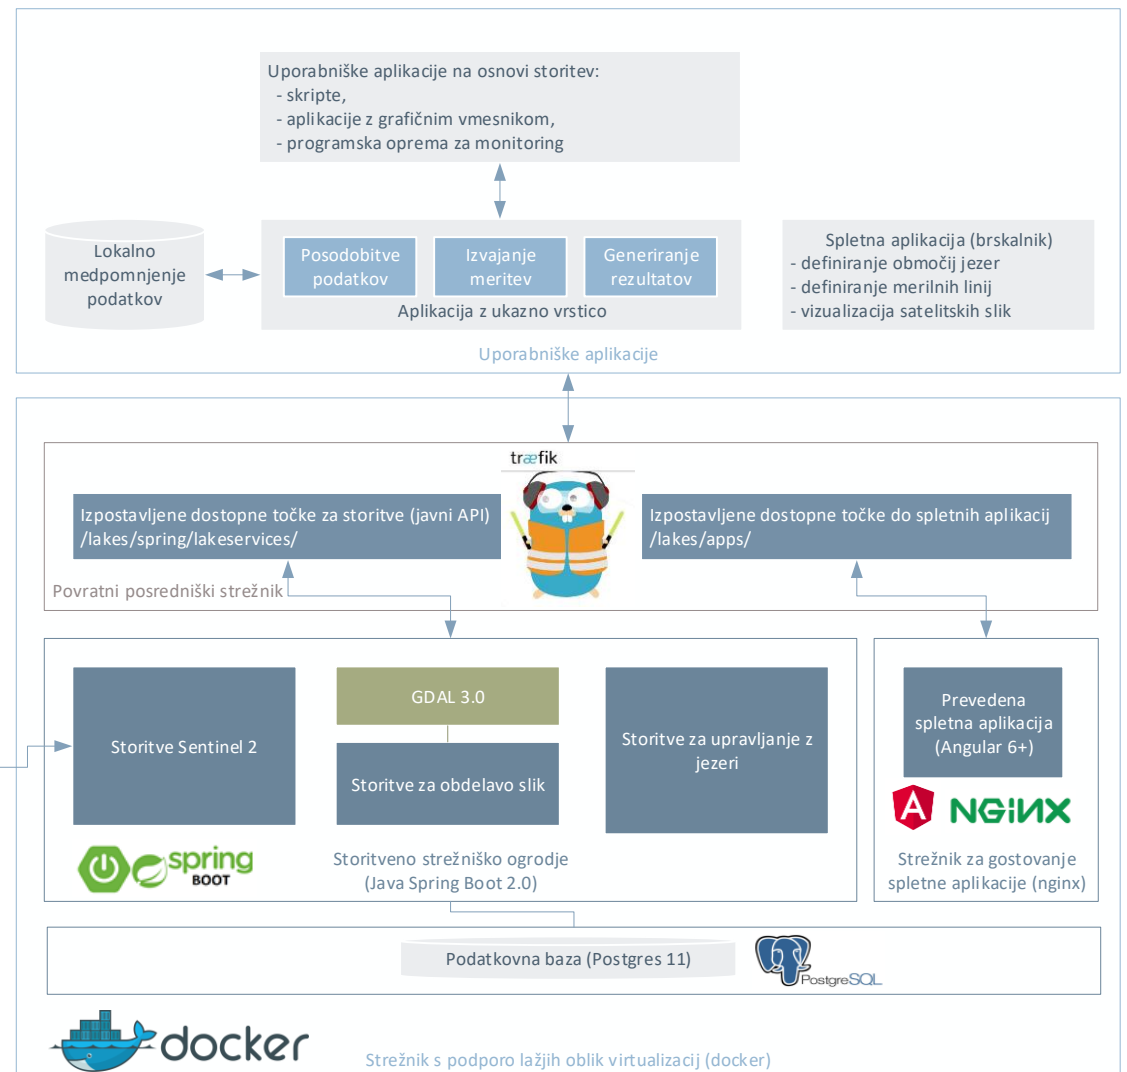 Uporabniške aplikacije na osnovi storitev:
- skripte,
- aplikacije z grafičnim vmesnikom,
- programska oprema za monitoring
Lokalno
medpomnjenje
podatkov
Posodobitve
podatkov
Izvajanje
meritev
Generiranje
rezultatov
Aplikacija z ukazno vrstico
Spletna aplikacija (brskalnik)
- definiranje območij jezer
- definiranje merilnih linij
- vizualizacija satelitskih slik
Uporabniške aplikacije
træfik
Izpostavljene dostopne točke za storitve (javni API)
/lakes/spring/lakeservices/
Izpostavljene dostopne točke do spletnih aplikacij
/lakes/apps/
Povratni posredniški strežnik
Storitve Sentinel 2
GDAL 3.0
Storitve za obdelavo slik
Storitve za upravljanje z
jezeri
Prevedena
spletna aplikacija
(Angular 6+)
A
NGINX
spring
BOOT
Storitveno strežniško ogrodje
(Java Spring Boot 2.0)
Strežnik za gostovanje
spletne aplikacije (nginx)
Podatkovna baza (Postgres 11)
PostgreSQL
docker
Strežnik s podporo lažjih oblik virtualizacij (docker)